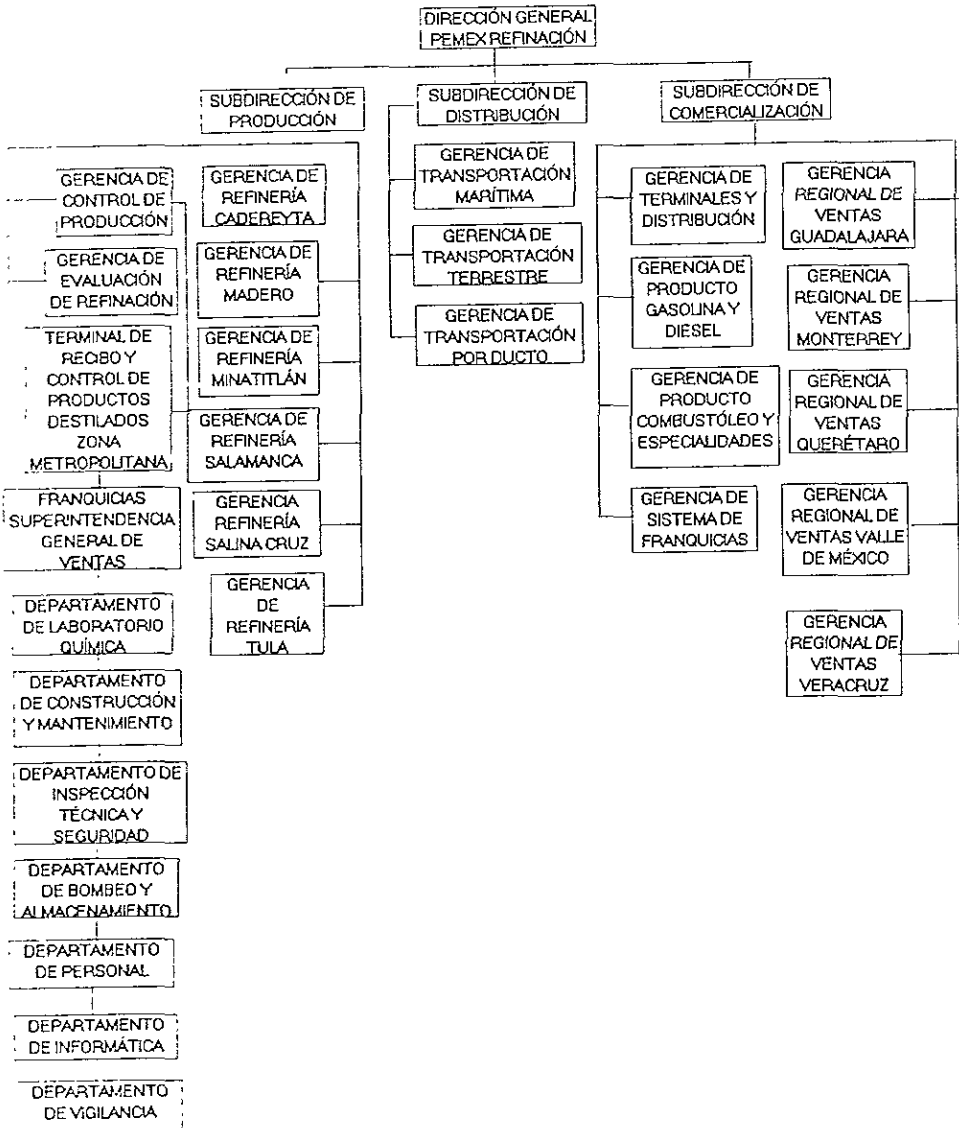 DIRECCIÓN GENERAL
PEMEX REFINACIÓN
SUBDIRECCIÓN DE
PRODUCCIÓN
SUBDIRECCIÓN DE
DISTRIBUCIÓN
SUBDIRECCIÓN DE
COMERCIALIZACIÓN
GERENCIA DE
CONTROL DE
PRODUCCIÓN
GERENCIA DE
EVALUACIÓN
DE REFINACIÓN
TERMINAL DE
RECIBO Y
CONTROL DE
PRODUCTOS
DESTILADOS
ZONA
METROPOLITANA
FRANQUICIAS
SUPERINTENDENCIA
GENERAL DE
VENTAS
DEPARTAMENTO
DE LABORATORIO
QUÍMICA
DEPARTAMENTO
DE CONSTRUCCIÓN
Y MANTENIMIENTO
DEPARTAMENTO DE
INSPECCIÓN
TÉCNICA Y
SEGURIDAD
DEPARTAMENTO
DE BOMBEO Y
ALMACENAMIENTO
DEPARTAMENTO
DE PERSONAL
DEPARTAMENTO
DE INFORMÁTICA
DEPARTAMENTO
DE VIGILANCIA
GERENCIA DE
REFINERÍA
CADEREYTA
GERENCIA DE
REFINERÍA
MADERO
GERENCIA DE
REFINERÍA
MINATITLÁN
GERENCIA DE
REFINERÍA
SALAMANCA
GERENCIA
REFINERÍA
SALINA CRUZ
GERENCIA
DE
REFINERÍA
TULA
GERENCIA DE
TRANSPORTACIÓN
MARÍTIMA
GERENCIA DE
TRANSPORTACIÓN
TERRESTRE
GERENCIA DE
TRANSPORTACIÓN
POR DUCTO
GERENCIA DE
TERMINALES Y
DISTRIBUCIÓN
GERENCIA DE
PRODUCTO
GASOLINA Y
DIESEL
GERENCIA DE
PRODUCTO
COMBUSTÓLEO Y
ESPECIALIDADES
GERENCIA DE
SISTEMA DE
FRANQUICIAS
GERENCIA
REGIONAL DE
VENTAS
GUADALAJARA
GERENCIA
REGIONAL DE
VENTAS
MONTERREY
GERENCIA
REGIONAL DE
VENTAS
QUERÉTARO
GERENCIA
REGIONAL DE
VENTAS VALLE
DE MÉXICO
GERENCIA
REGIONAL DE
VENTAS
VERACRUZ